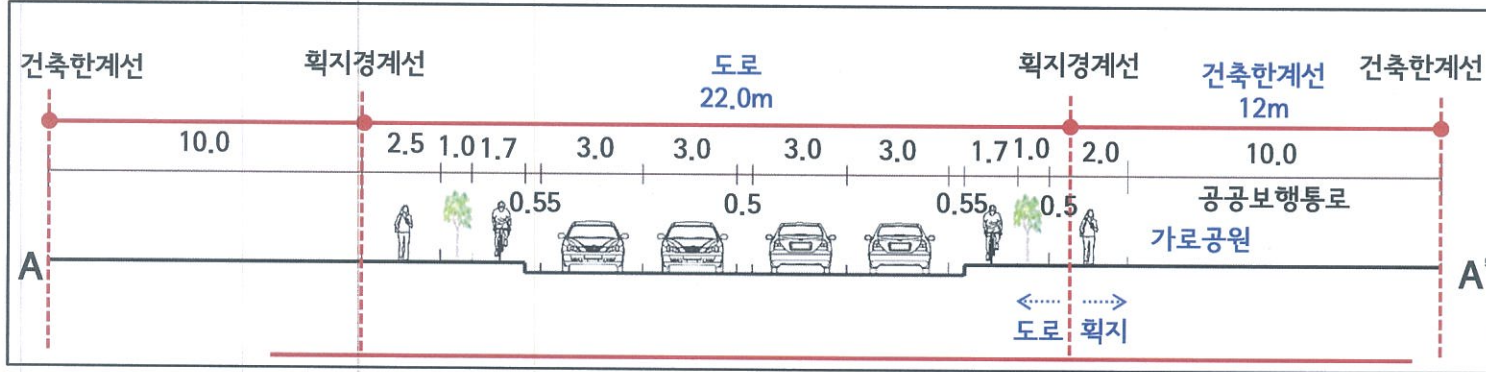 건축한계선 획지경계선 도로 획지경계선 건축한계선 건축한계선
22.0m 12m
10.0 2.5 1.0 1.7 3.0 3.0 3.0 3.0 1.7 1.0 2.0 10.0
0.55 0.5 0.55 0.5 공공보행통로
가로공원
A A'
도로 획지